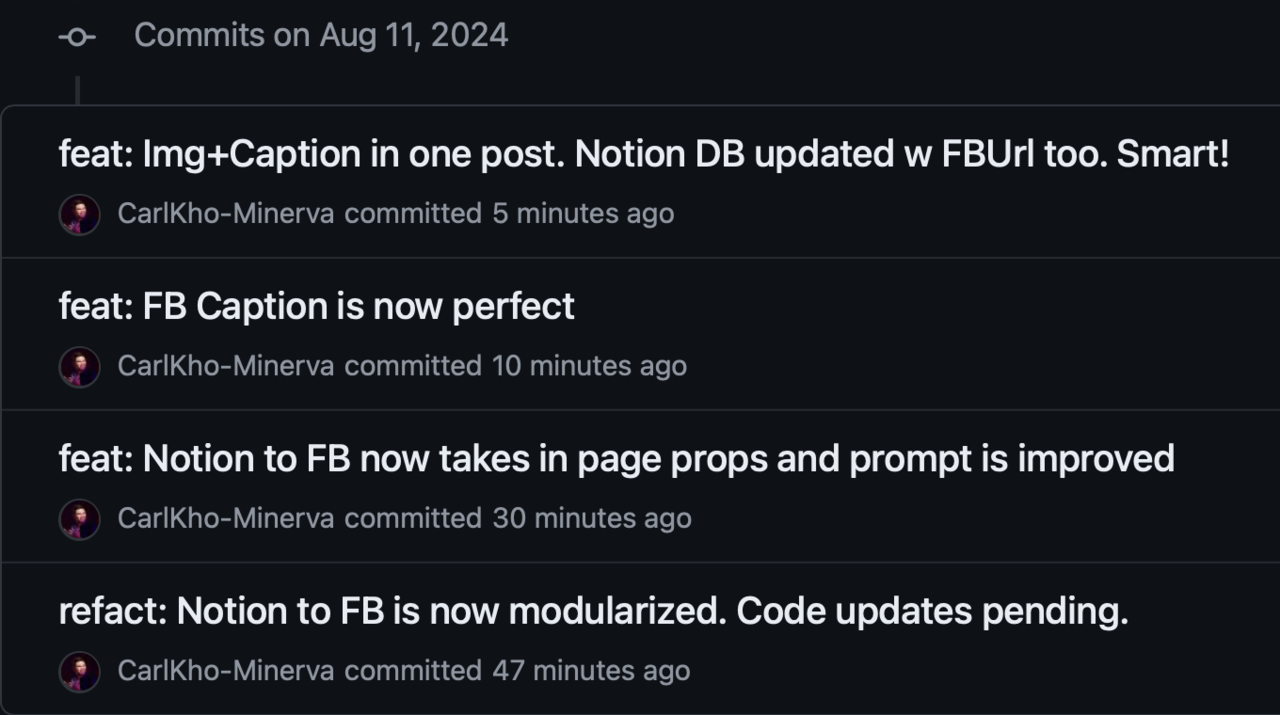 Commits on Aug 11, 2024
feat: Img+Caption in one post. Notion DB updated w FBUrl too. Smart!
CarlKho-Minerva committed 5 minutes ago
feat: FB Caption is now perfect
CarlKho-Minerva committed 10 minutes ago
feat: Notion to FB now takes in page props and prompt is improved
CarlKho-Minerva committed 30 minutes ago
refact: Notion to FB is now modularized. Code updates pending.
CarlKho-Minerva committed 47 minutes ago